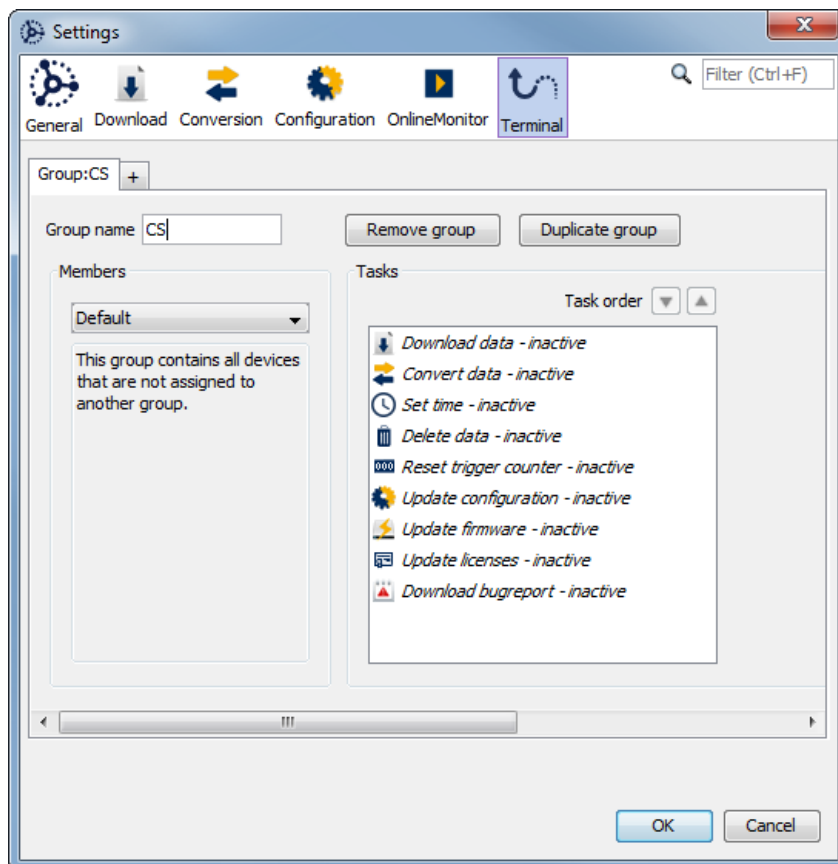 Settings
Filter (Ctrl+F)
General Download Conversion Configuration OnlineMonitor Terminal
Group:CS +
Group name CS Remove group Duplicate group
Members
Default
This group contains all devices
that are not assigned to
another group.
Tasks
Task order
Download data - inactive
Convert data - inactive
Set time - inactive
Delete data - inactive
000 Reset trigger counter - inactive
Update configuration - inactive
Update firmware - inactive
Update licenses - inactive
Download bugreport - inactive
OK Cancel